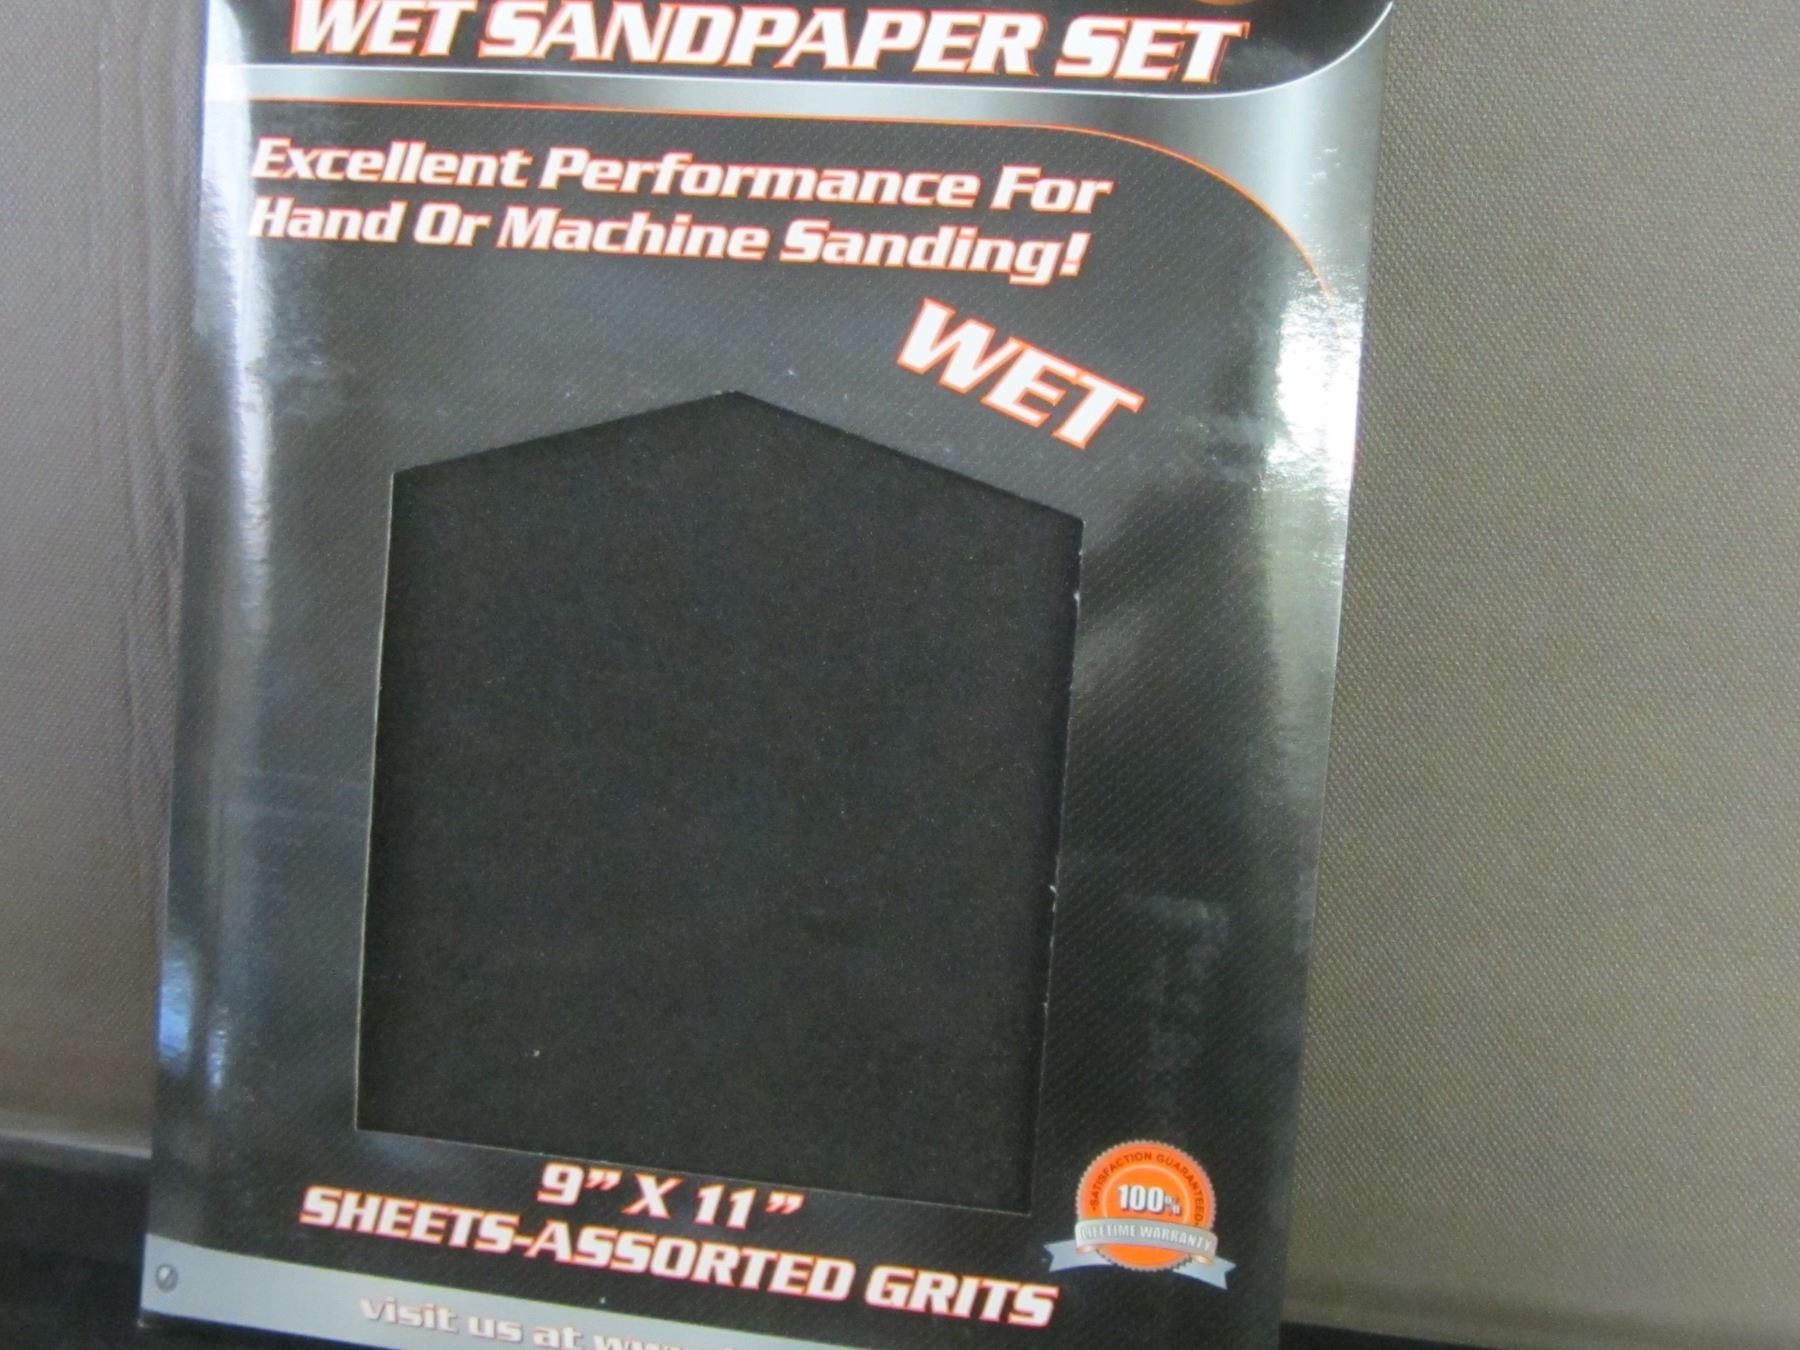 WET SANDPAPER SET
Excellent Performance For
Hand Or Machine Sanding!
WET
9" X 11"
SHEETS-ASSORTED GRITS
SATISFACTION GUARANTEED
100%
LIFETIME WARRANTY
visit us at